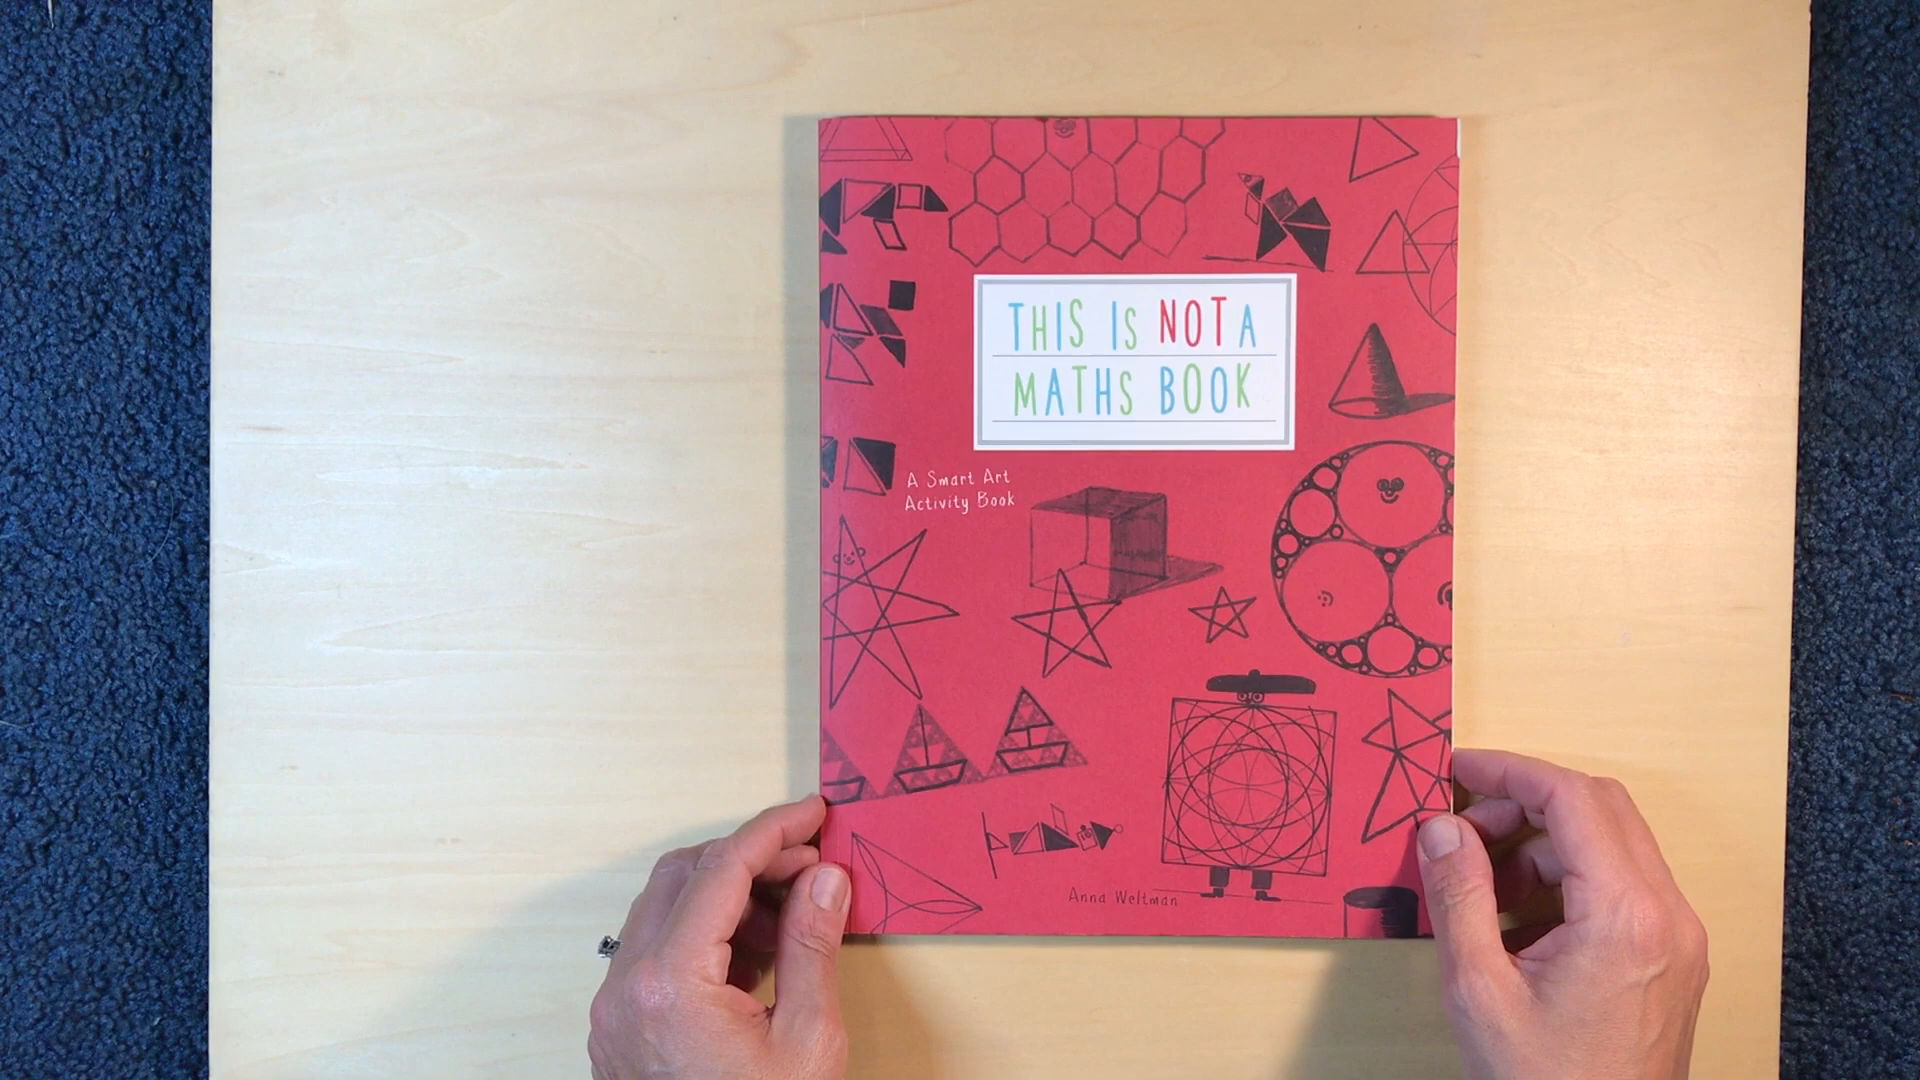 THIS IS NOT A
MATHS BOOK
A Smart Art
Activity Book
Anna Weltman